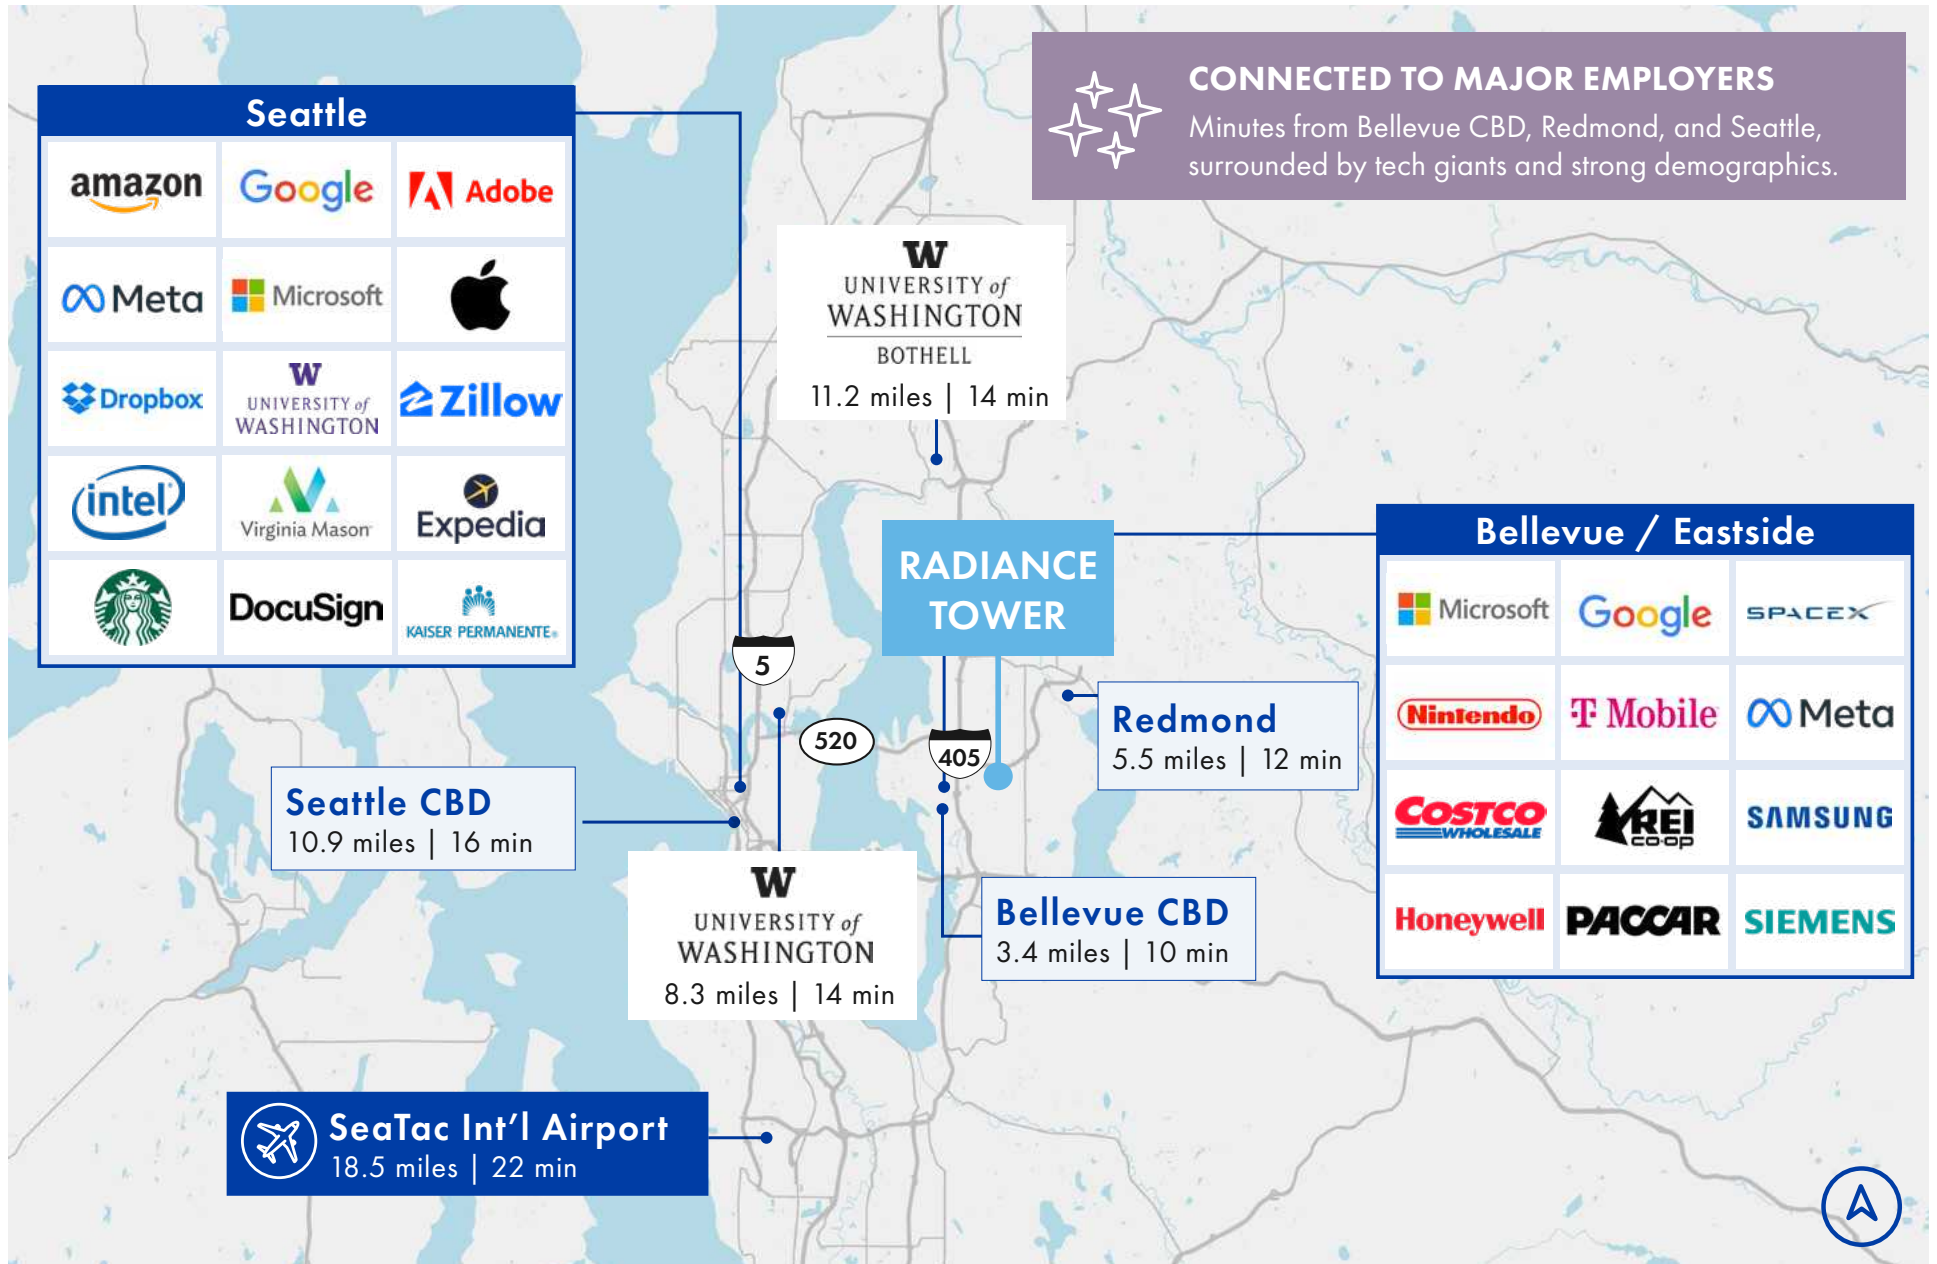 CONNECTED TO MAJOR EMPLOYERS
Minutes from Bellevue CBD, Redmond, and Seattle,
surrounded by tech giants and strong demographics.
Seattle
amazon
Google
Adobe
Meta
Microsoft
Dropbox
W
UNIVERSITY of
WASHINGTON
Zillow
intel
Virginia Mason
Expedia
DocuSign
KAISER PERMANENTE®
W
UNIVERSITY of
WASHINGTON
BOTHELL
11.2 miles | 14 min
RADIANCE
TOWER
Bellevue / Eastside
Microsoft
Google
SPACEX
Nintendo
T Mobile
Meta
COSTCO
WHOLESALE
REI
CO·OP
SAMSUNG
Honeywell
PACCAR
SIEMENS
5
520
405
Redmond
5.5 miles | 12 min
Seattle CBD
10.9 miles | 16 min
W
UNIVERSITY of
WASHINGTON
8.3 miles | 14 min
Bellevue CBD
3.4 miles | 10 min
SeaTac Int’l Airport
18.5 miles | 22 min